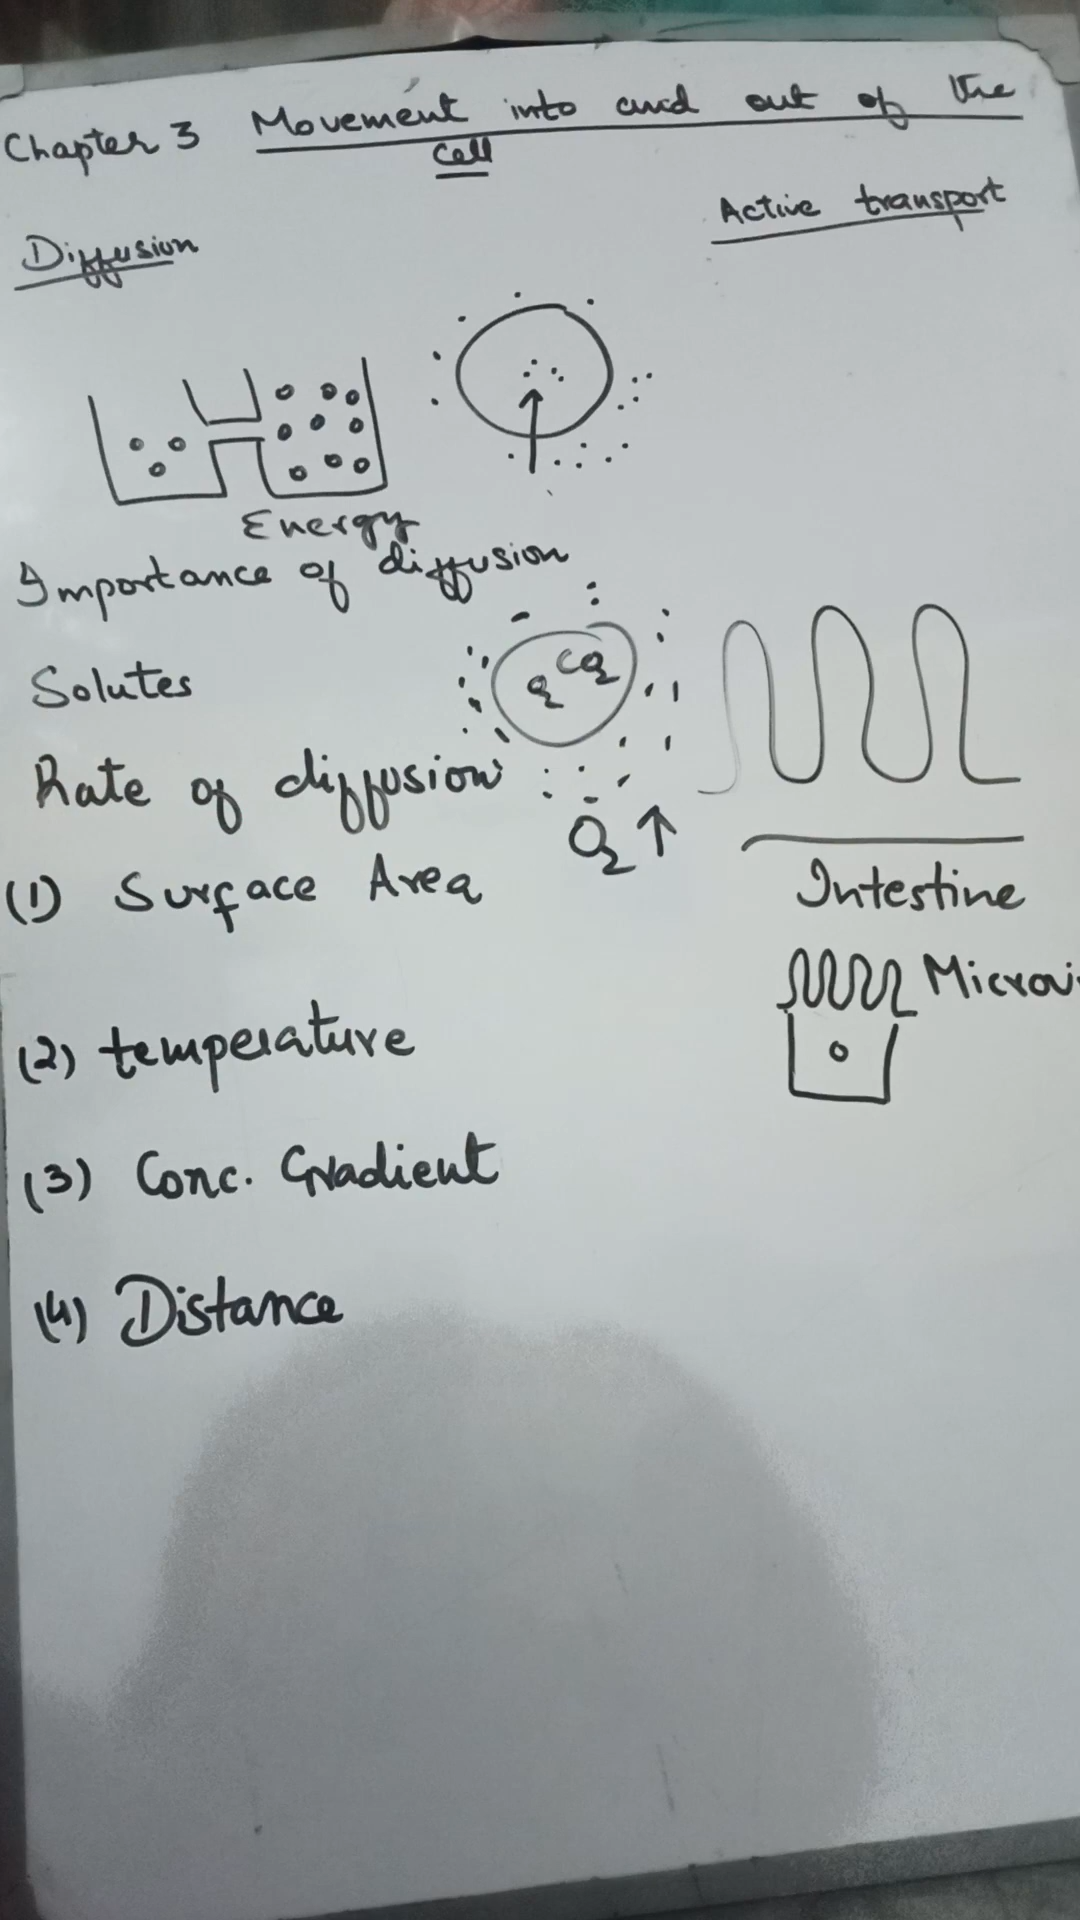 Chapter 3 Movement into and out of the
cell
Active transport
Diffusion
Energy
Importance of diffusion
Solutes
CO2
Rate of diffusion
O2 ↑
(1) Surface Area
Intestine
(2) temperature
(3) Conc. Gradient
(4) Distance